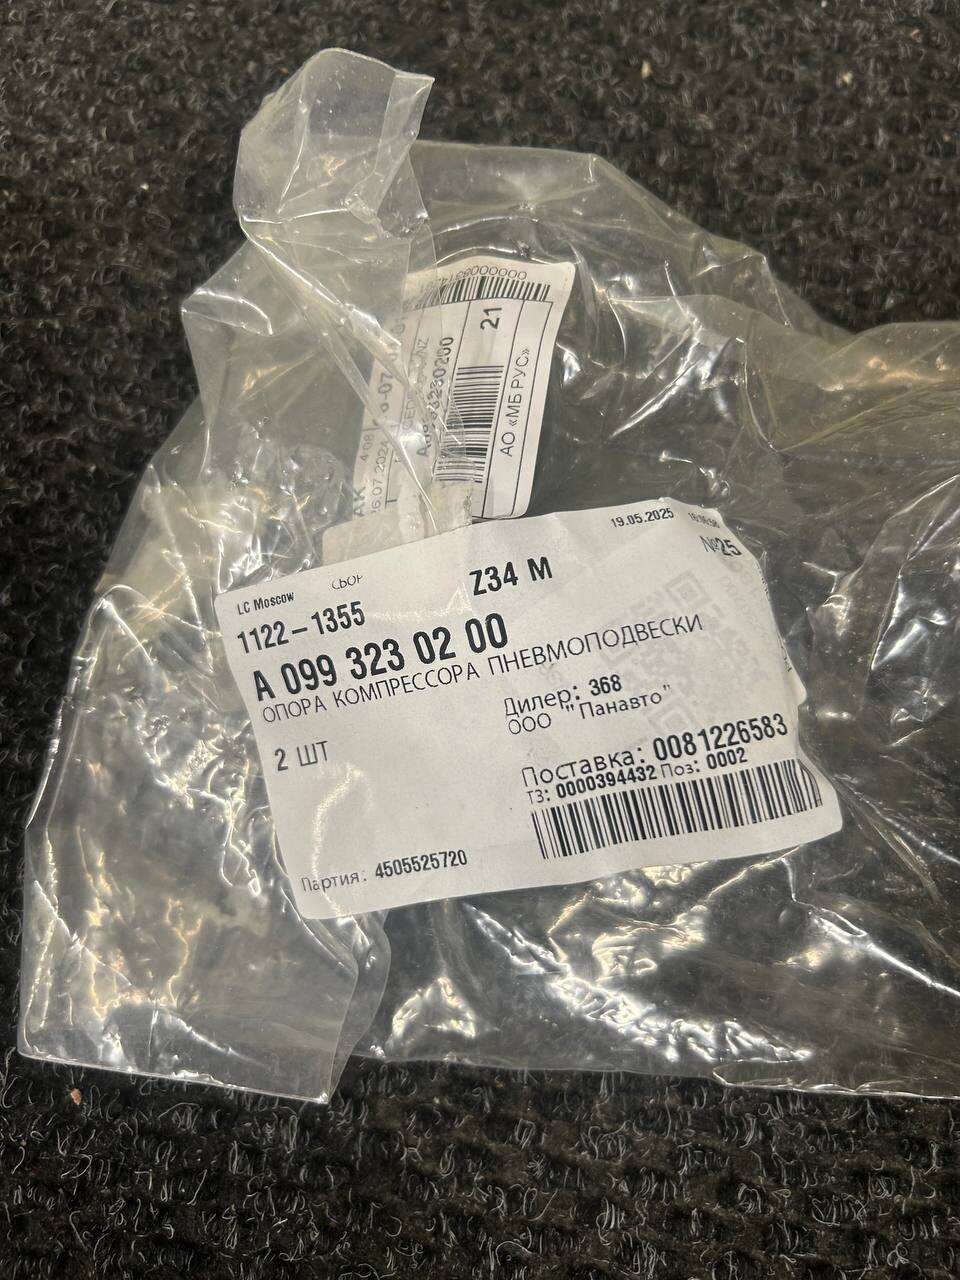 21
АО «МБ РУС»
19.05.2025
№25
LC Moscow
Z34 M
1122-1355
A 099 323 02 00
ОПОРА КОМПРЕССОРА ПНЕВМОПОДВЕСКИ
Дилер: 368
ООО "Панавто"
2 ШТ
Поставка: 0081226583
ТЗ: 0000394432 Поз: 0002
Партия: 4505525720